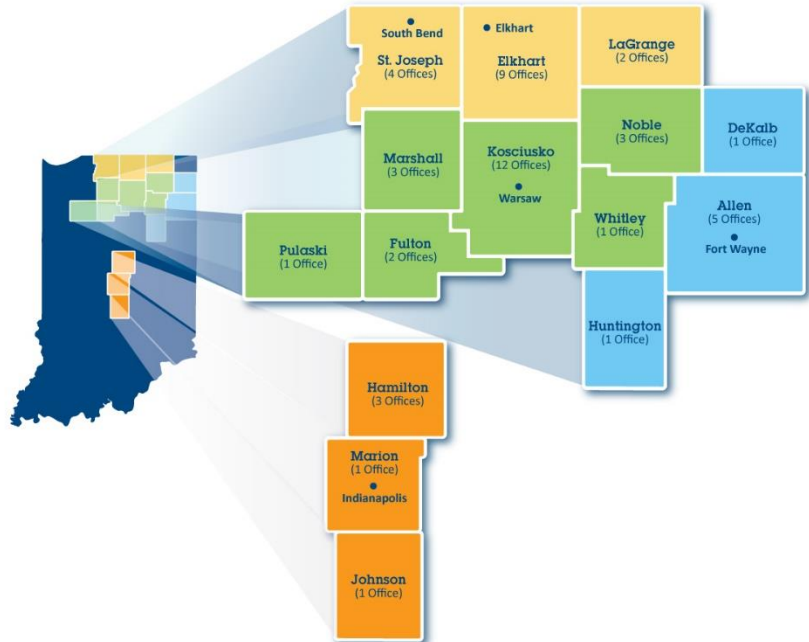 South Bend
St. Joseph
(4 Offices)
Elkhart
Elkhart
(9 Offices)
LaGrange
(2 Offices)
Marshall
(3 Offices)
Kosciusko
(12 Offices)
Warsaw
Noble
(3 Offices)
DeKalb
(1 Office)
Pulaski
(1 Office)
Fulton
(2 Offices)
Whitley
(1 Office)
Allen
(5 Offices)
Fort Wayne
Huntington
(1 Office)
Hamilton
(3 Offices)
Marion
(1 Office)
Indianapolis
Johnson
(1 Office)